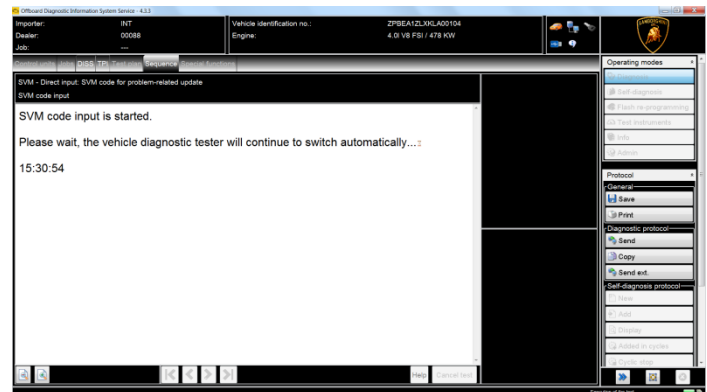 Offboard Diagnostic Information System Service - 4.3.3
Importer: INT
Dealer: 00088
Job: ---
Vehicle identification no.: ZPBEA1ZLXKLA00104
Engine: 4.0l V8 FSI / 478 KW
Control units Jobs DISS TPI Test plan Sequence Special functions
SVM - Direct input: SVM code for problem-related update
SVM code input
SVM code input is started.
Please wait, the vehicle diagnostic tester will continue to switch automatically...
15:30:54
Help Cancel test
Operating modes
Diagnosis
Self-diagnosis
Flash re-programming
Test instruments
Info
Admin
Protocol
General
Save
Print
Diagnostic protocol
Send
Copy
Send ext.
Self-diagnosis protocol
New
Add
Display
Added in cycles
Cyclic stop